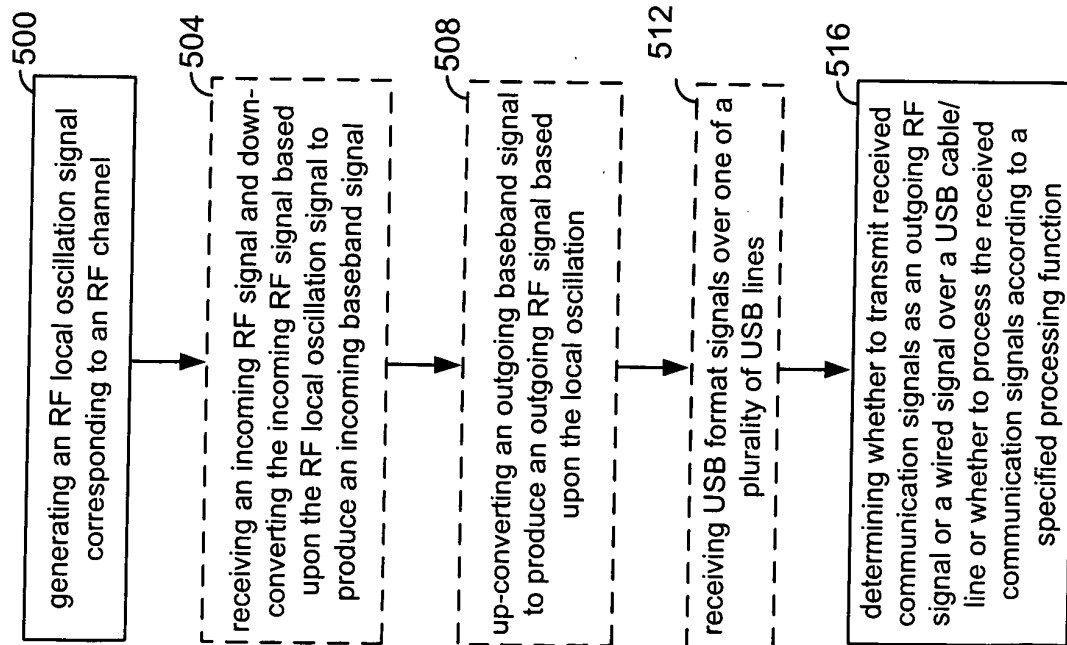 500
generating an RF local oscillation signal
corresponding to an RF channel
504
receiving an incoming RF signal and down-
converting the incoming RF signal based
upon the RF local oscillation signal to
produce an incoming baseband signal
508
up-converting an outgoing baseband signal
to produce an outgoing RF signal based
upon the local oscillation
512
receiving USB format signals over one of a
plurality of USB lines
516
determining whether to transmit received
communication signals as an outgoing RF
signal or a wired signal over a USB cable/
line or whether to process the received
communication signals according to a
specified processing function